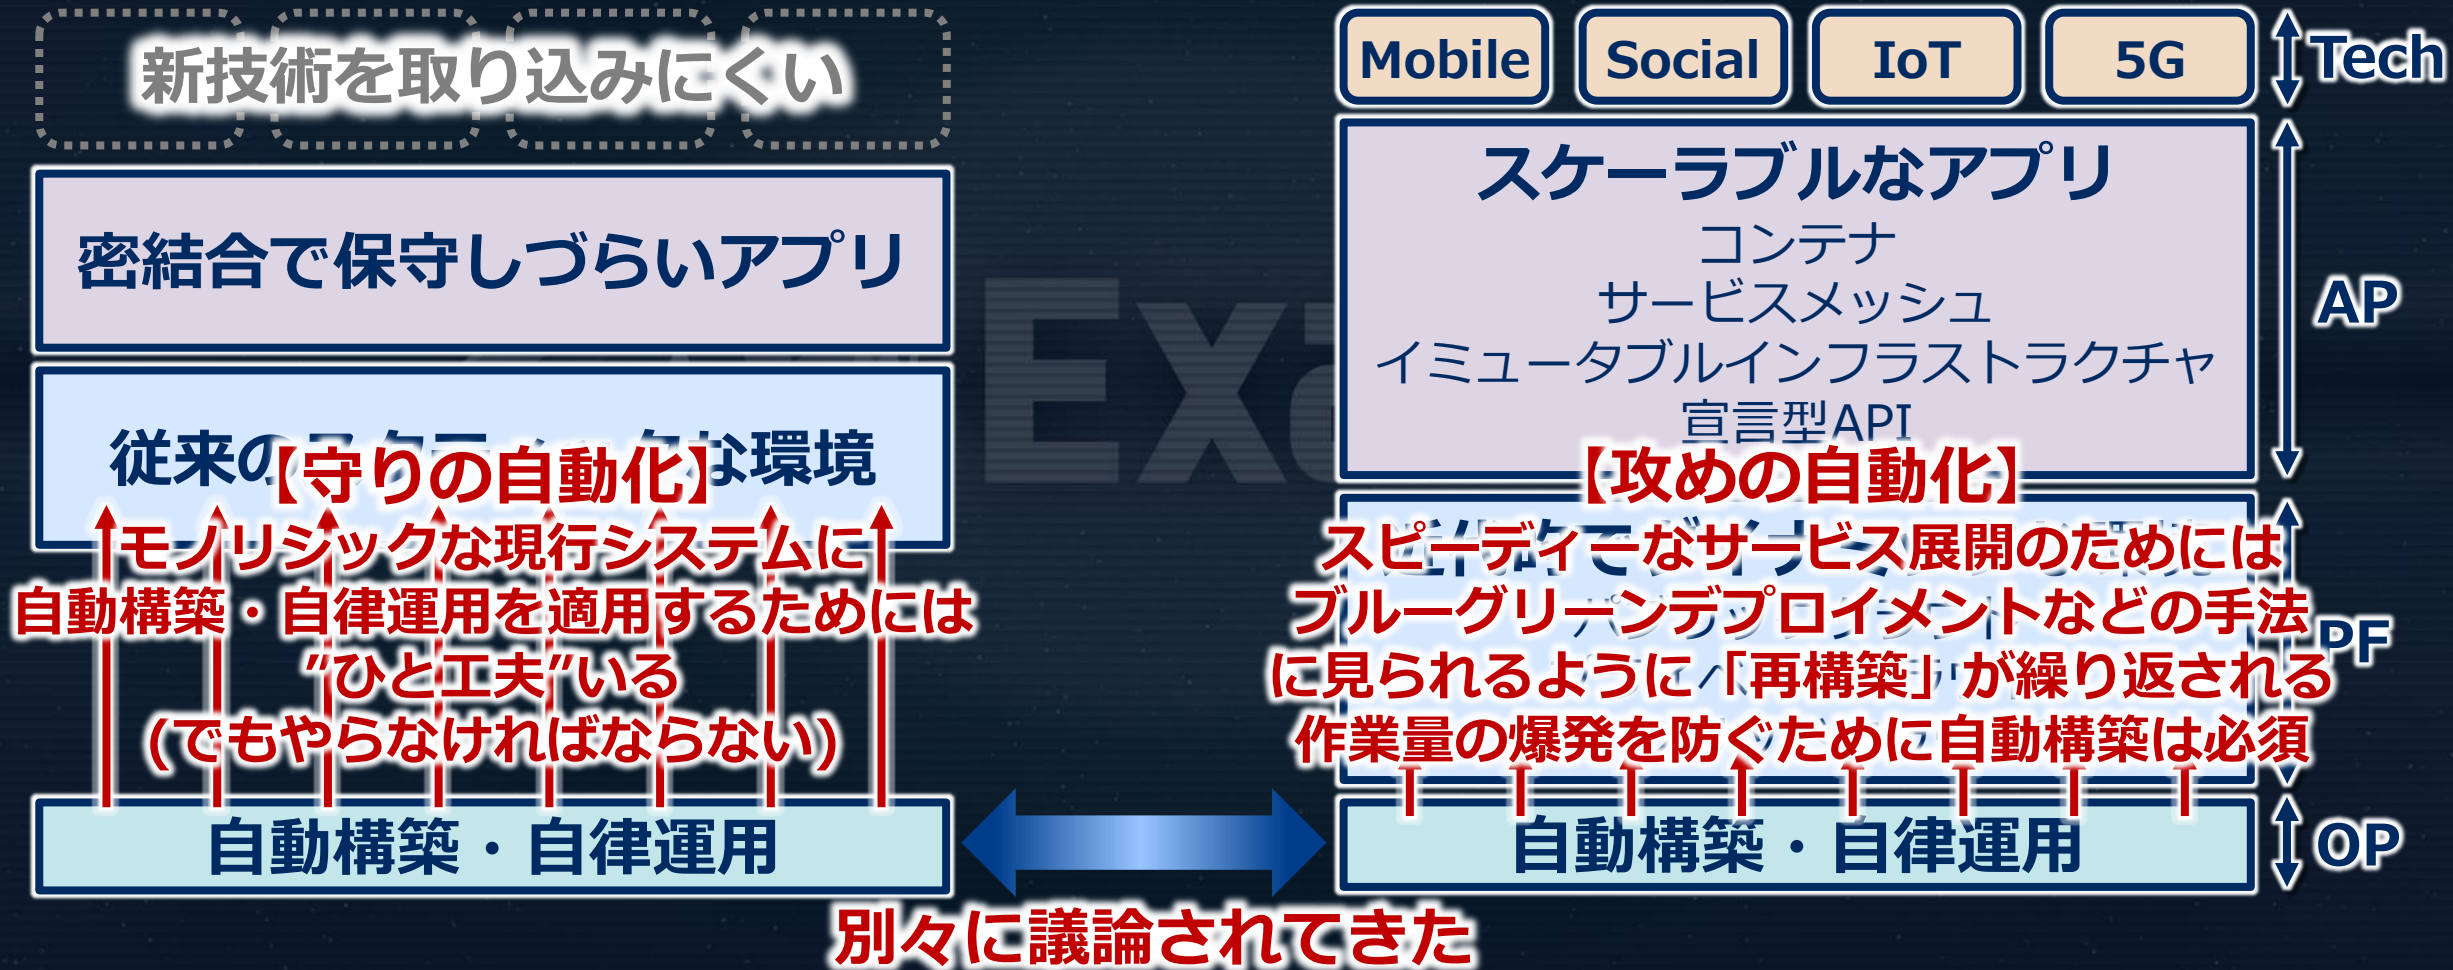 新技術を取り込みにくい
密結合で保守しづらいアプリ
従来の な環境
【守りの自動化】
モノリシックな現行システムに
自動構築・自律運用を適用するためには
”ひと工夫”いる
(でもやらなければならない)
自動構築・自律運用
Exa
Mobile
Social
IoT
5G
Tech
スケーラブルなアプリ
コンテナ
サービスメッシュ
イミュータブルインフラストラクチャ
宣言型API
AP
【攻めの自動化】
スピーディーなサービス展開のためには
ブルーグリーンデプロイメントなどの手法
に見られるように「再構築」が繰り返される
作業量の爆発を防ぐために自動構築は必須
PF
自動構築・自律運用
OP
別々に議論されてきた